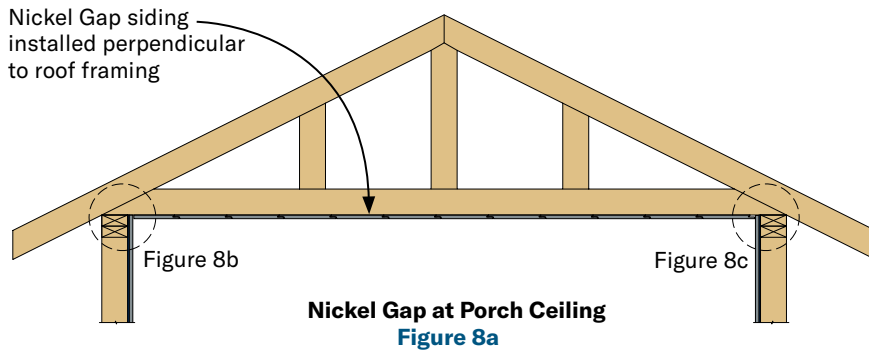 Nickel Gap siding
installed perpendicular
to roof framing
Figure 8b
Figure 8c
Nickel Gap at Porch Ceiling
Figure 8a